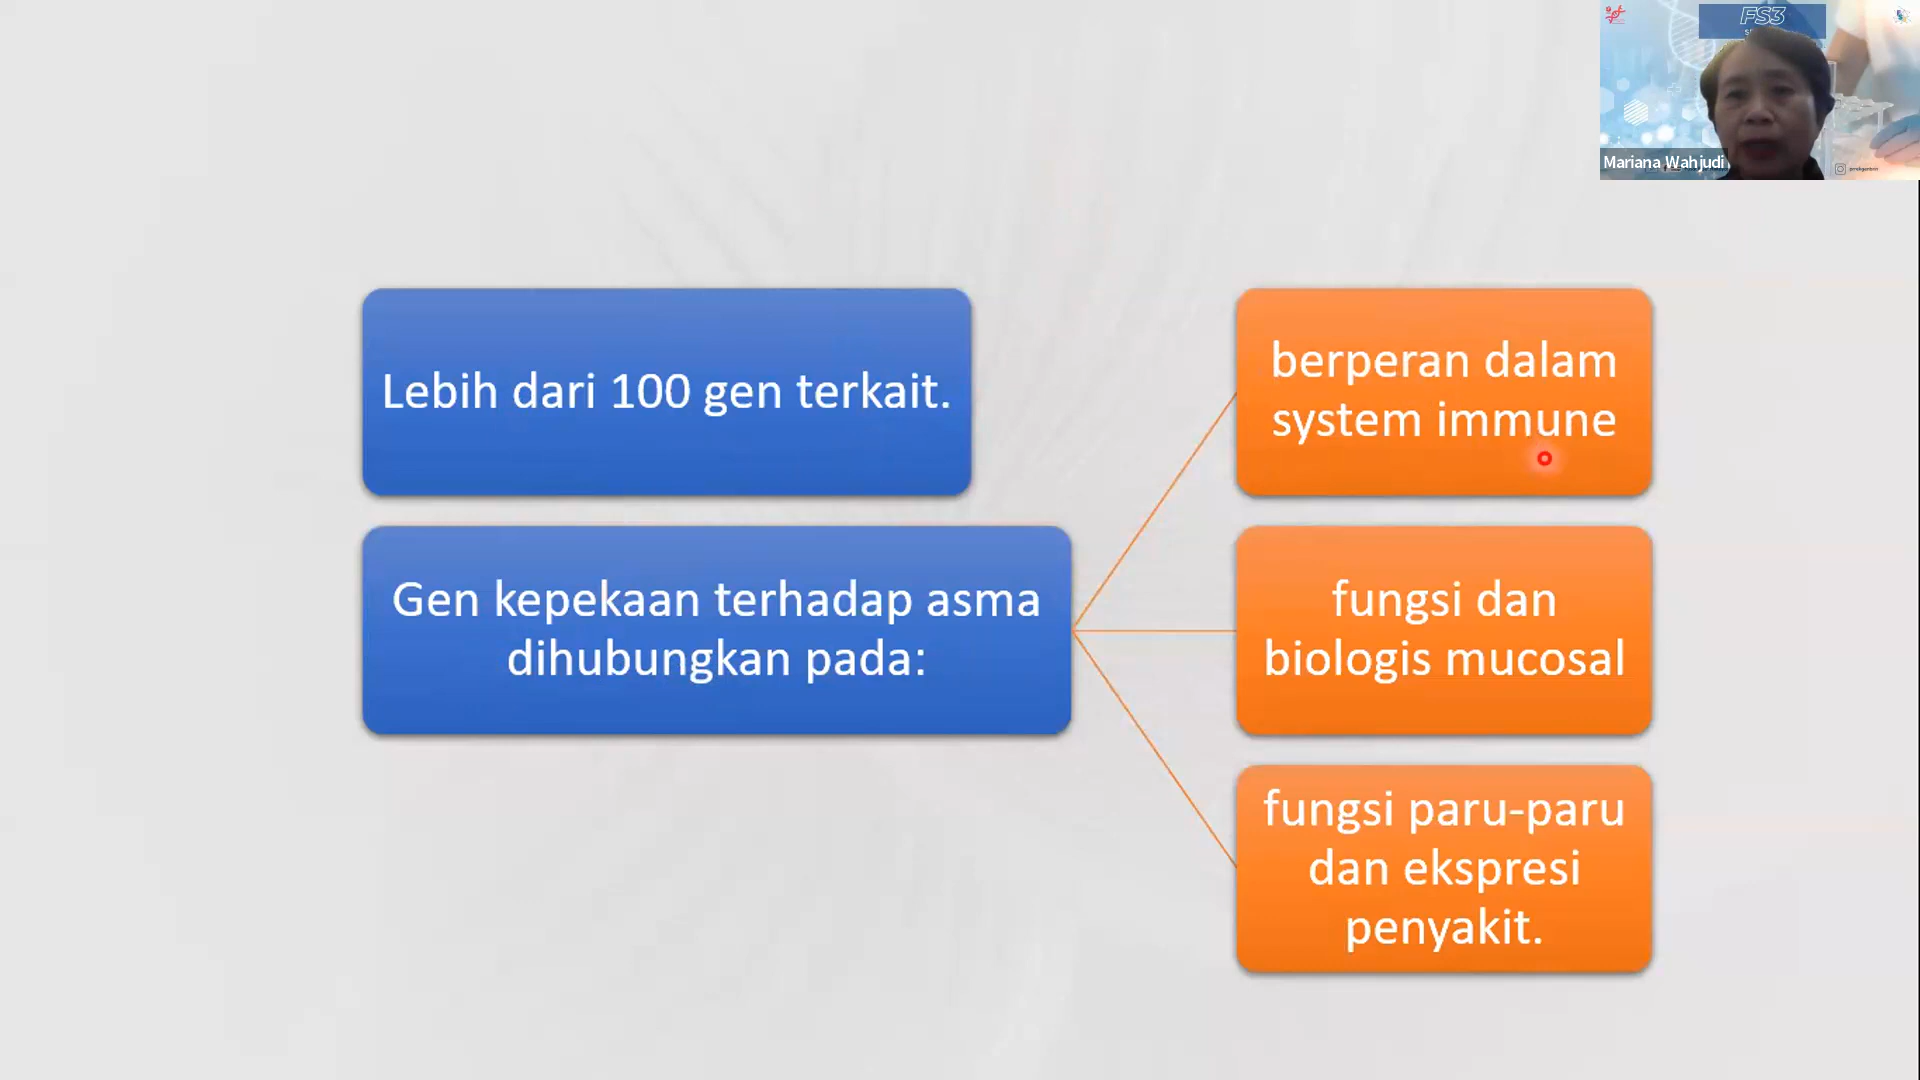 FS3
Mariana Wahjudi
Lebih dari 100 gen terkait.
Gen kepekaan terhadap asma
dihubungkan pada:
berperan dalam
system immune
fungsi dan
biologis mucosal
fungsi paru-paru
dan ekspresi
penyakit.